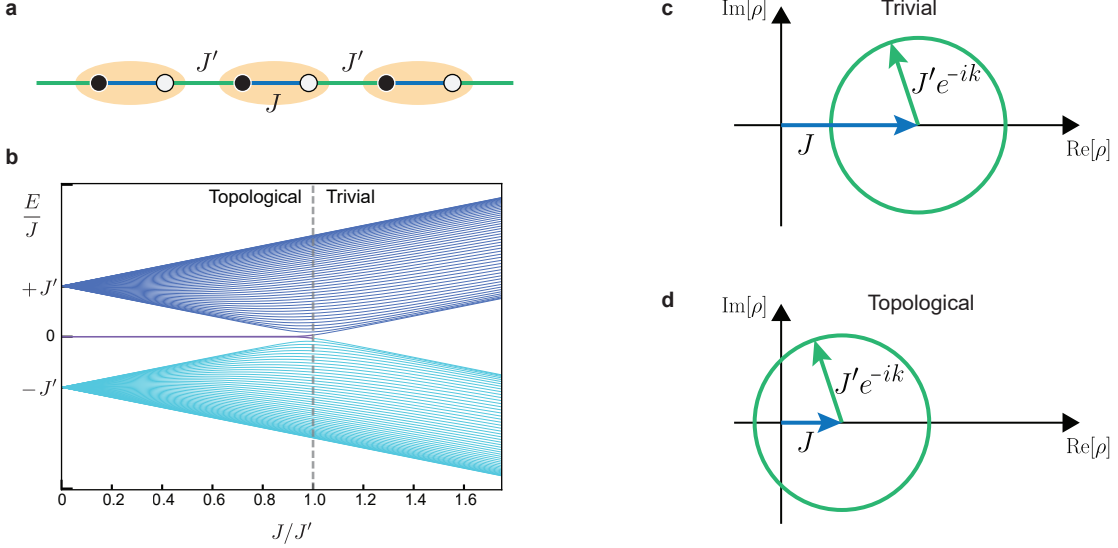 a
J′
J′
J
b
Topological
Trivial
E
J
+J′
0
−J′
0
0.2
0.4
0.6
0.8
1.0
1.2
1.4
1.6
J/J′
c
Im[ρ]
Trivial
J′e^{-ik}
J
Re[ρ]
d
Im[ρ]
Topological
J′e^{-ik}
J
Re[ρ]